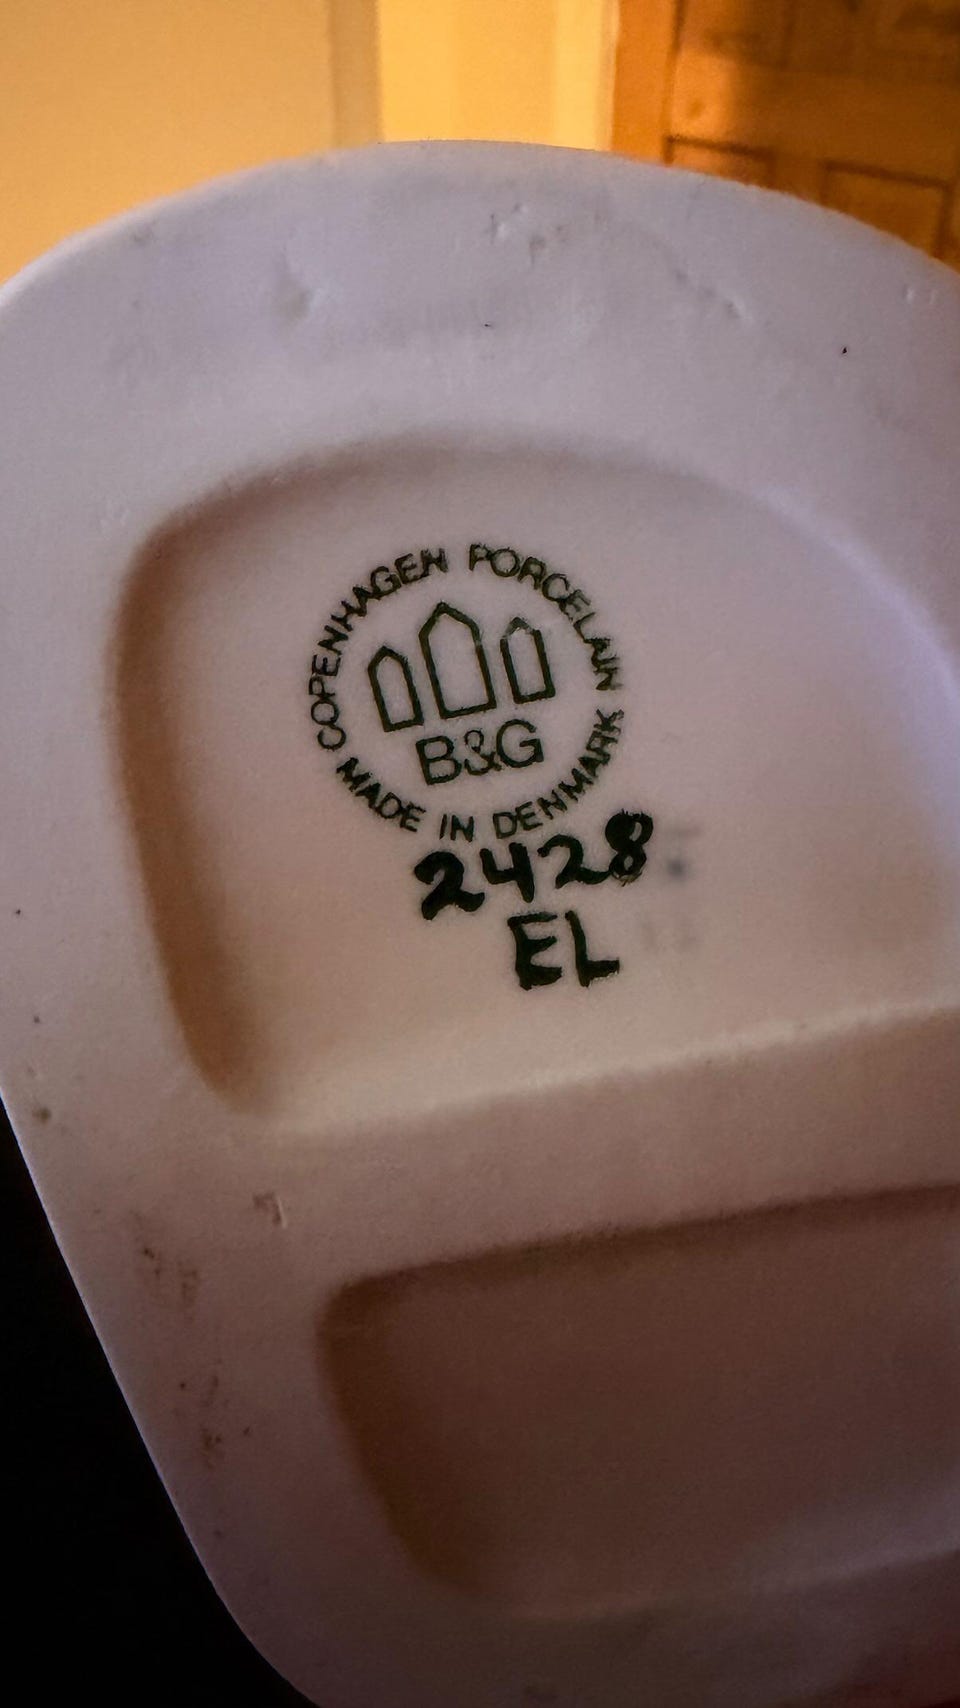 COPENHAGEN PORCELAIN
B&G
MADE IN DENMARK
2428
EL